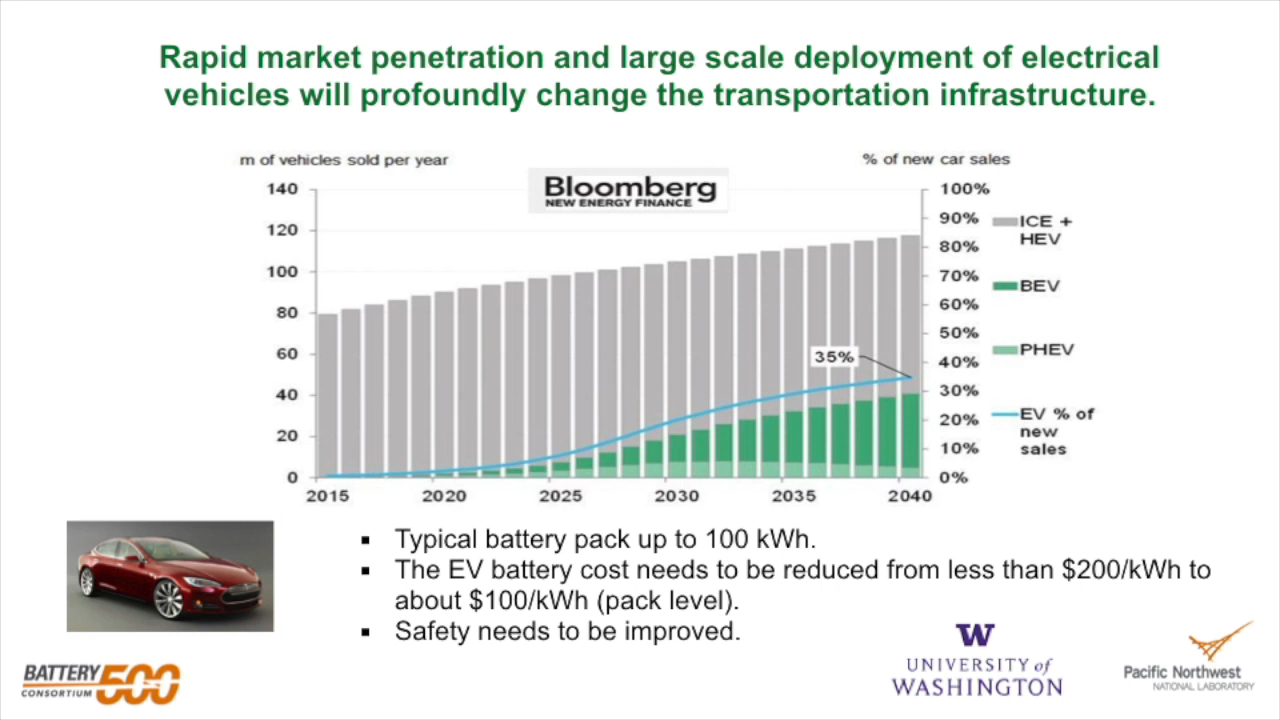 Rapid market penetration and large scale deployment of electrical
vehicles will profoundly change the transportation infrastructure.
m of vehicles sold per year
% of new car sales
Bloomberg
NEW ENERGY FINANCE
140
120
100
80
60
40
20
0
100%
90%
80%
70%
60%
50%
40%
30%
20%
10%
0%
35%
2015
2020
2025
2030
2035
2040
ICE +
HEV
BEV
PHEV
EV % of
new
sales
▪ Typical battery pack up to 100 kWh.
▪ The EV battery cost needs to be reduced from less than $200/kWh to
about $100/kWh (pack level).
▪ Safety needs to be improved.
BATTERY 500
CONSORTIUM
W
UNIVERSITY of
WASHINGTON
Pacific Northwest
NATIONAL LABORATORY